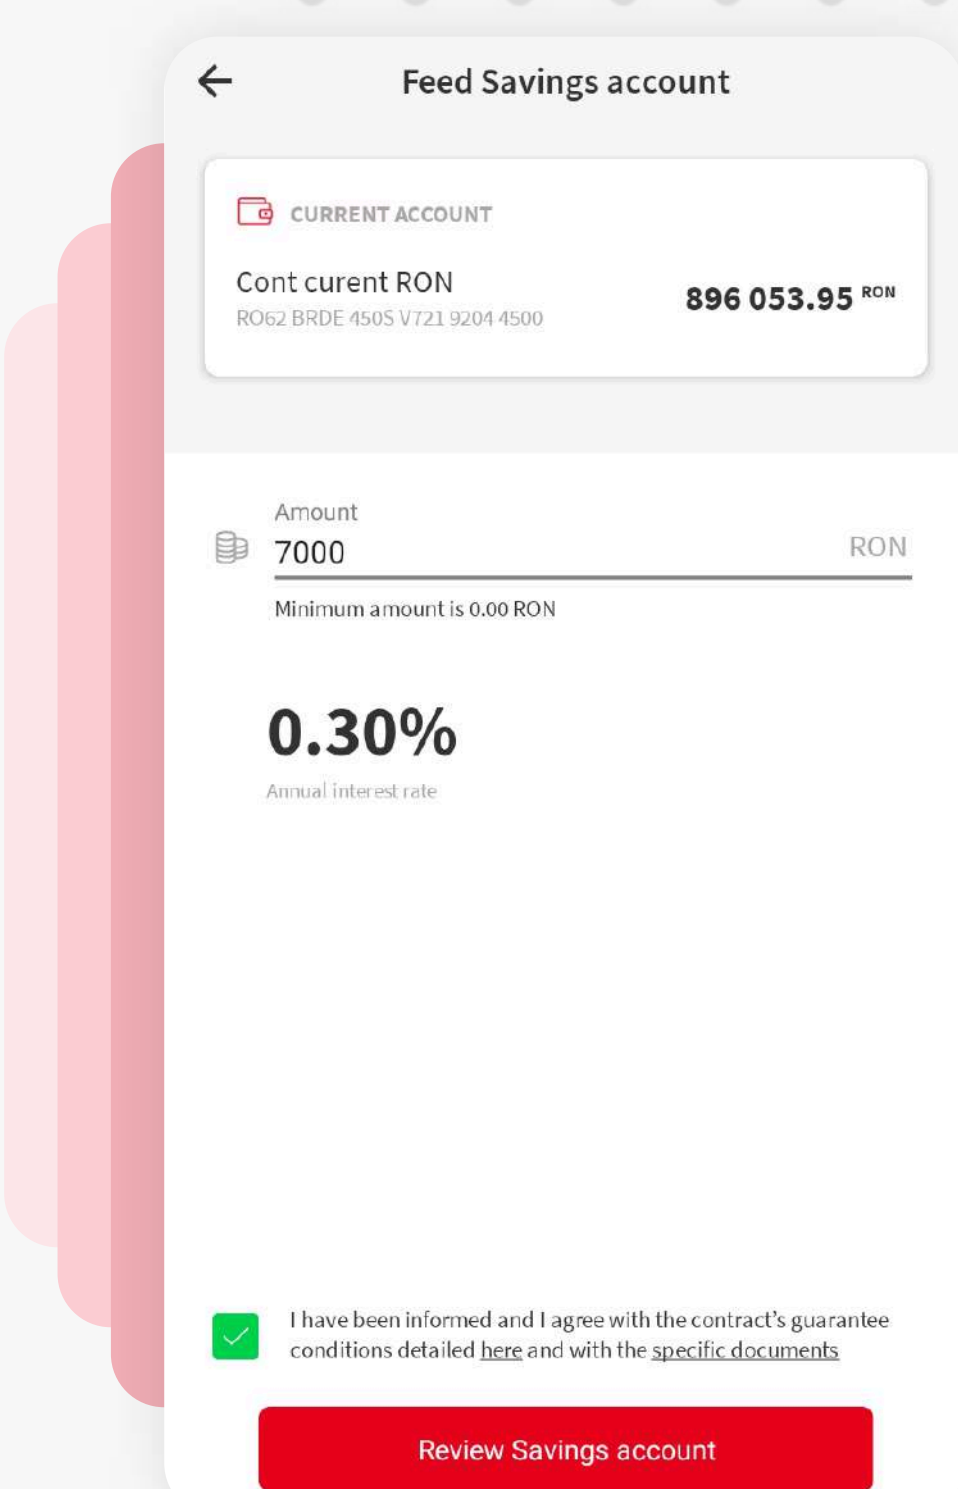 Feed Savings account
CURRENT ACCOUNT
Cont curent RON
896 053.95 RON
RO62 BRDE 450S V721 9204 4500
Amount
7000
RON
Minimum amount is 0.00 RON
0.30%
Annual interest rate
I have been informed and I agree with the contract’s guarantee
conditions detailed here and with the specific documents
Review Savings account